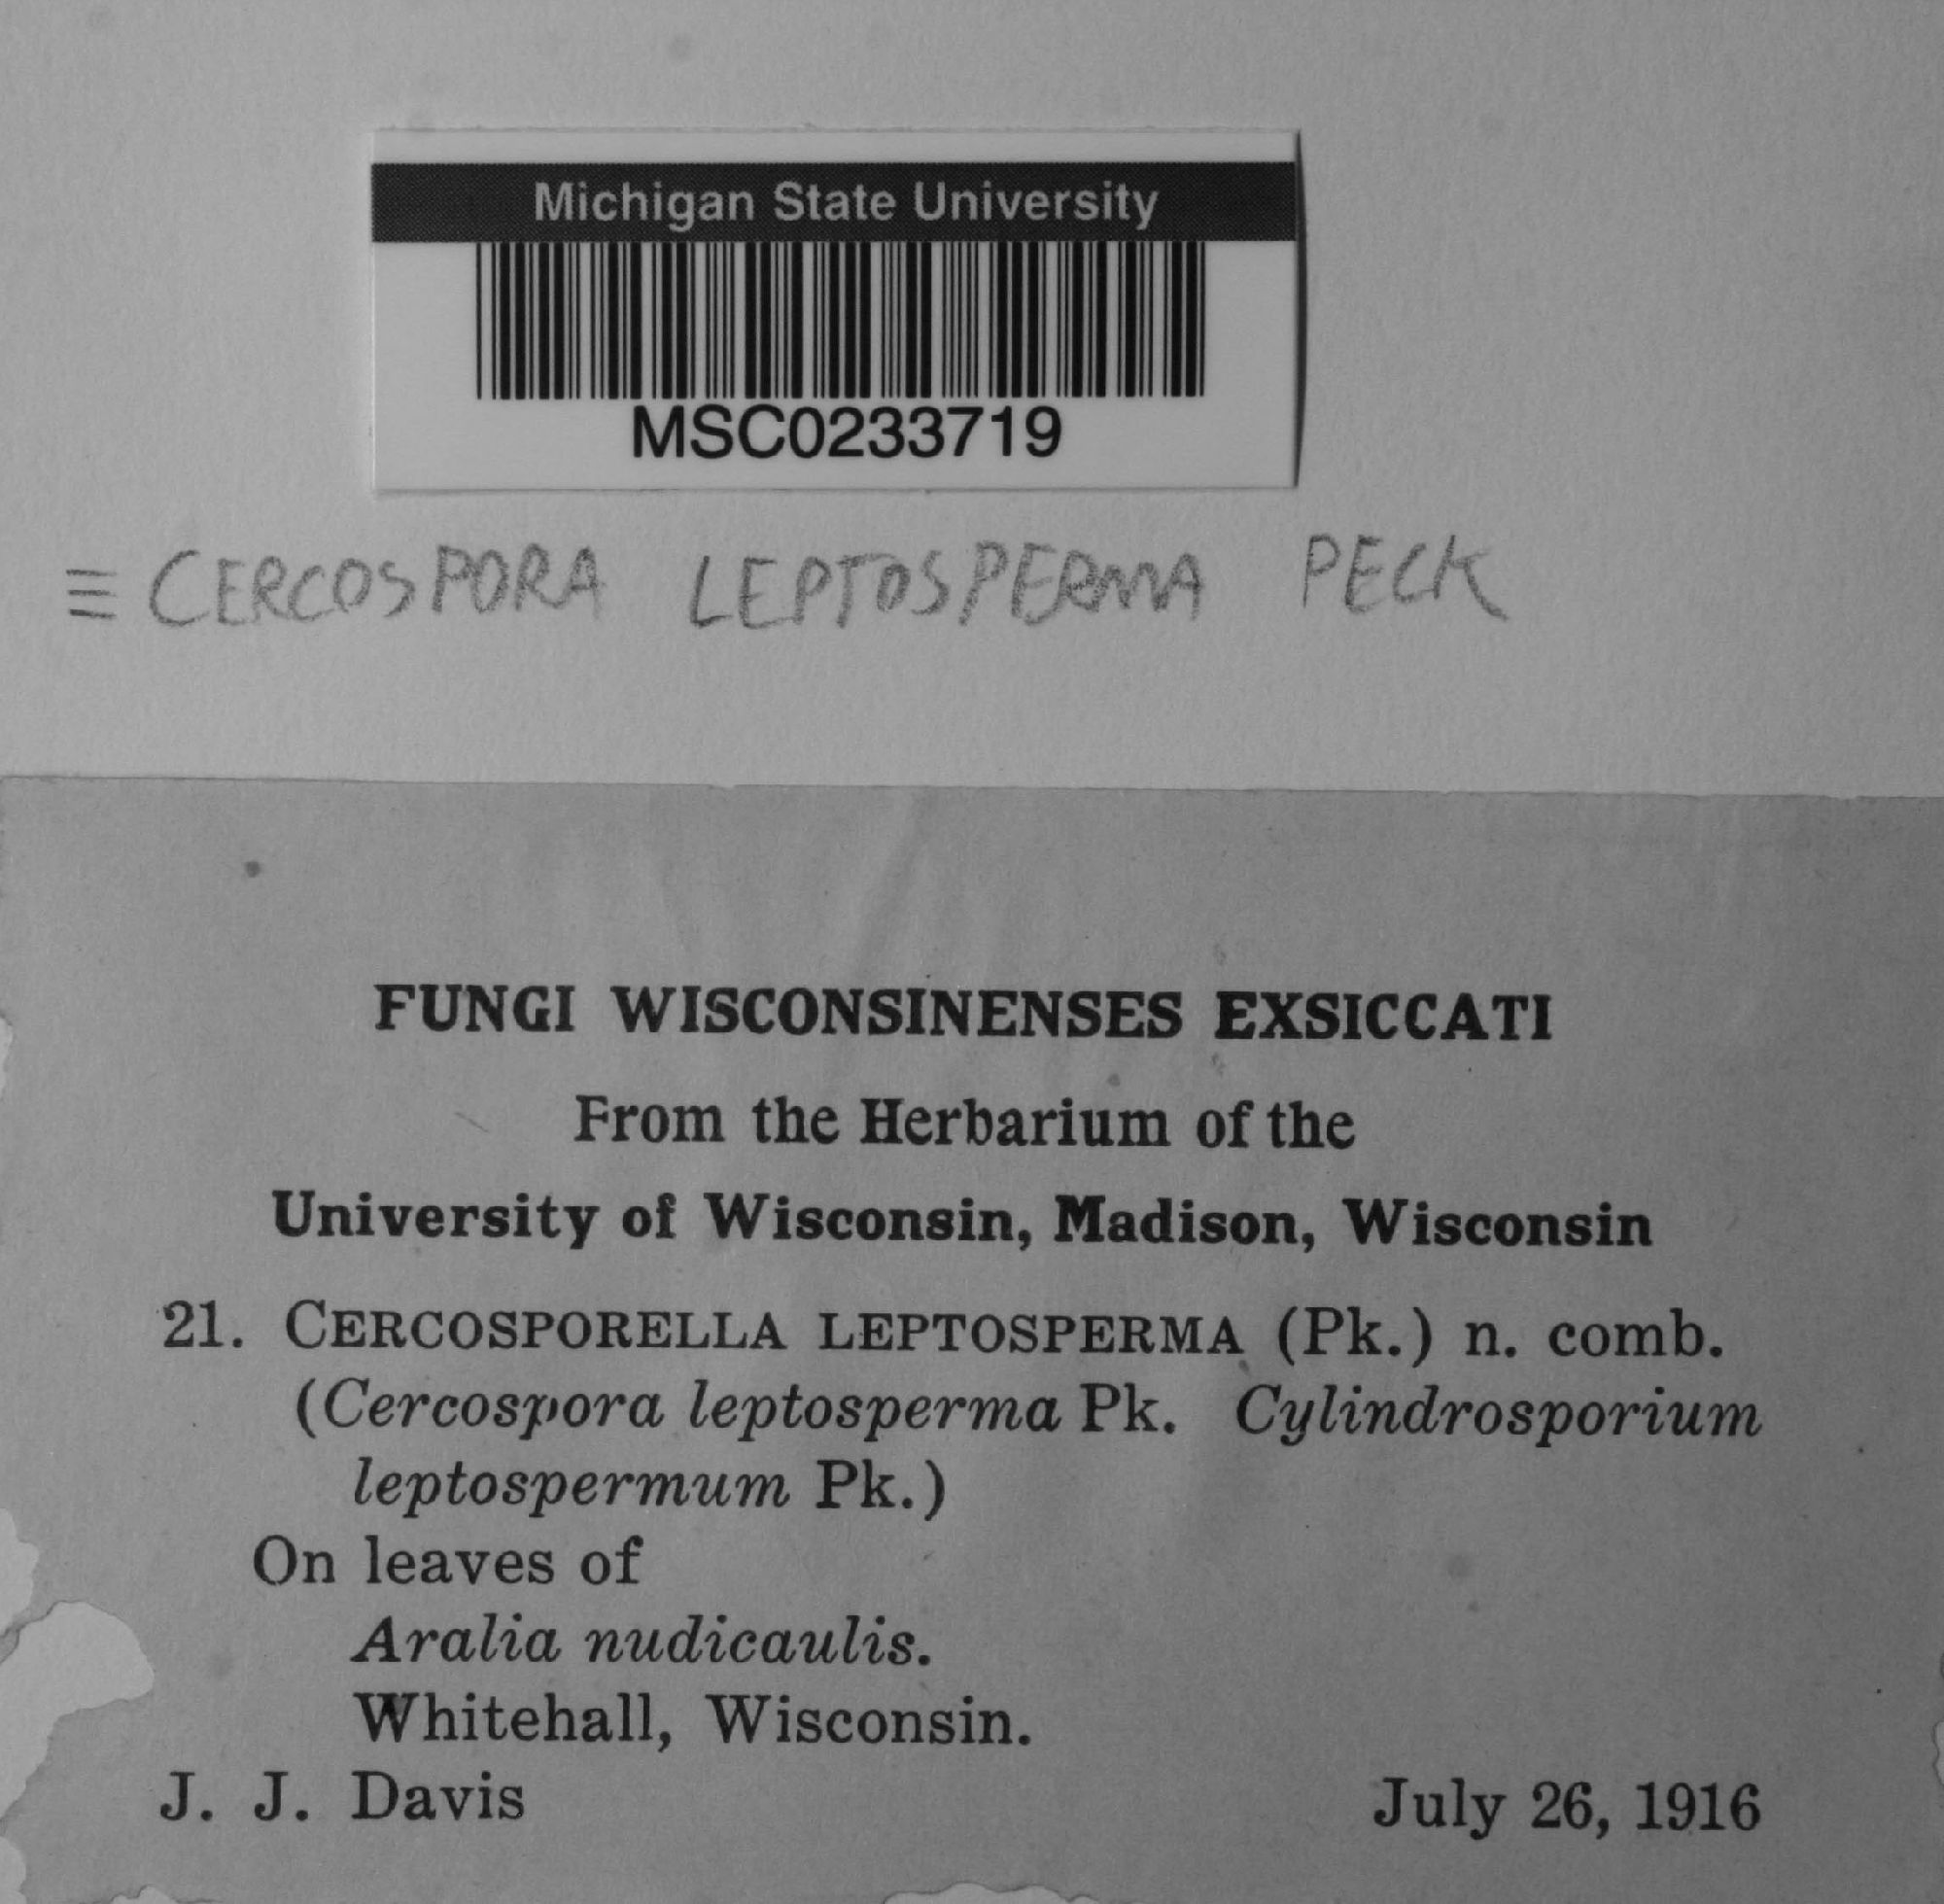 Michigan State University
MSC0233719
≡ CERCOSPORA LEPTOSPERMA PECK
FUNGI WISCONSINENSES EXSICCATI
From the Herbarium of the
University of Wisconsin, Madison, Wisconsin
21. CERCOSPORELLA LEPTOSPERMA (Pk.) n. comb.
(Cercospora leptosperma Pk. Cylindrosporium
leptospermum Pk.)
On leaves of
Aralia nudicaulis.
Whitehall, Wisconsin.
J. J. Davis July 26, 1916